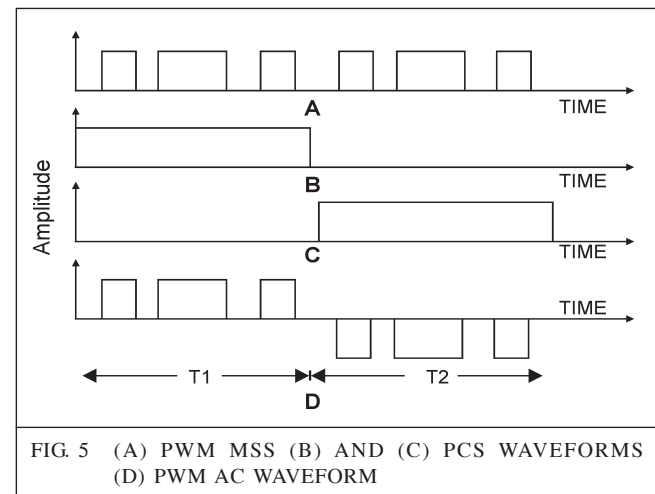 Amplitude
A
TIME
B
TIME
C
TIME
TIME
T1
T2
D
FIG. 5 (A) PWM MSS (B) AND (C) PCS WAVEFORMS
(D) PWM AC WAVEFORM